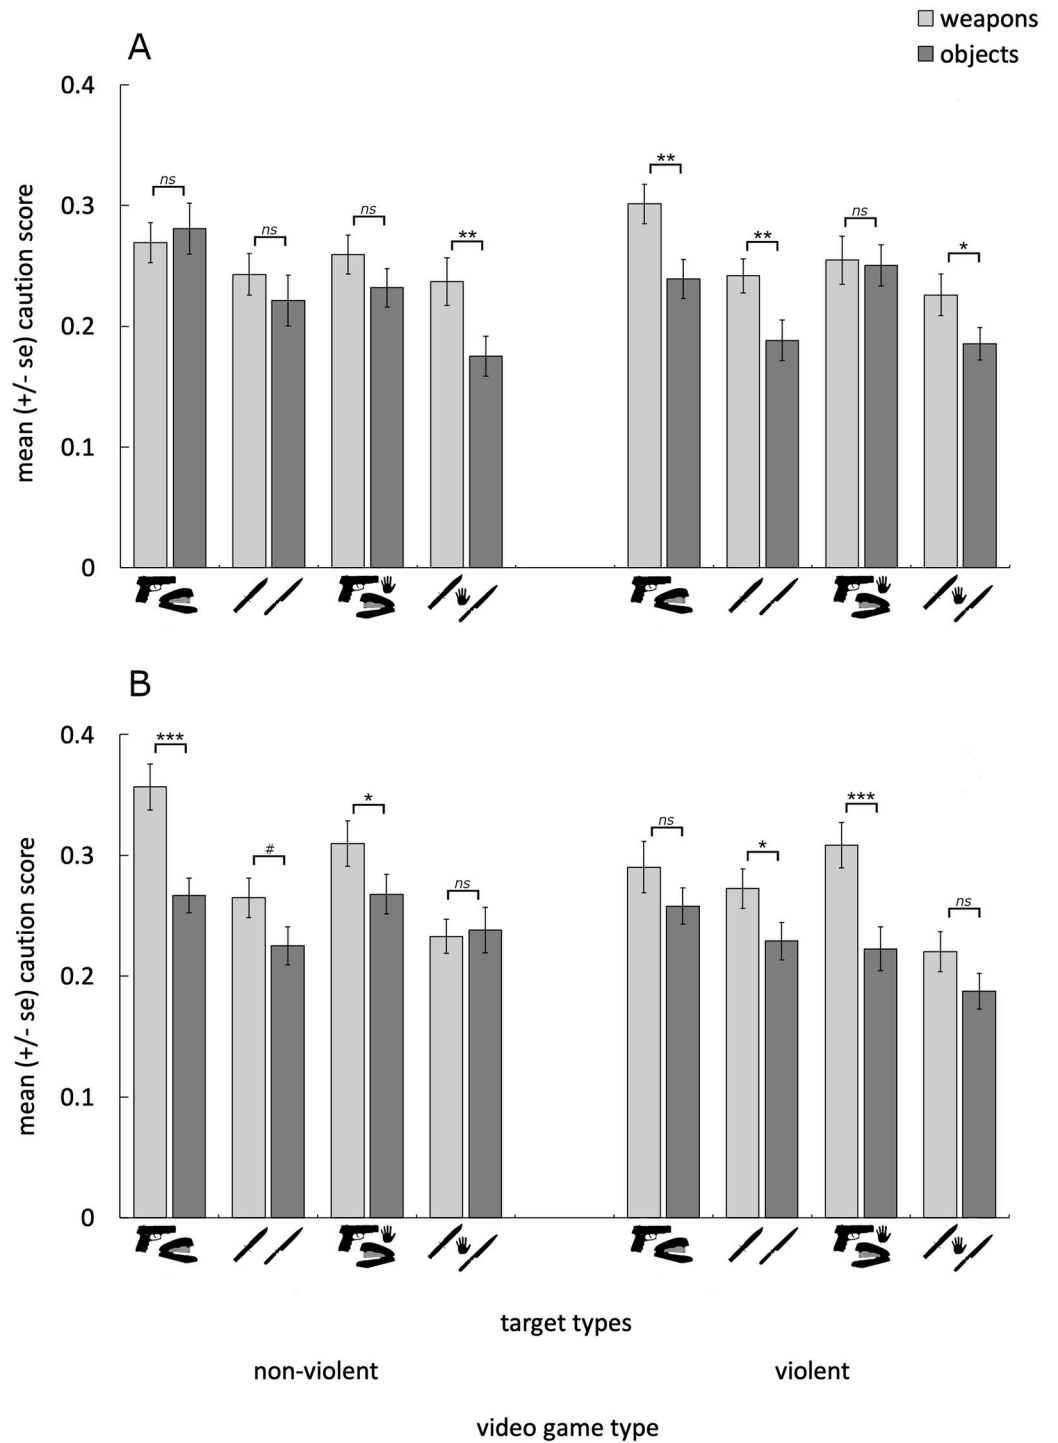 weapons
objects
A
0.4
0.3
0.2
0.1
0
mean (+/- se) caution score
ns
ns
ns
**
**
**
ns
*
B
0.4
0.3
0.2
0.1
0
mean (+/- se) caution score
***
#
*
ns
ns
*
***
ns
target types
non-violent violent
video game type